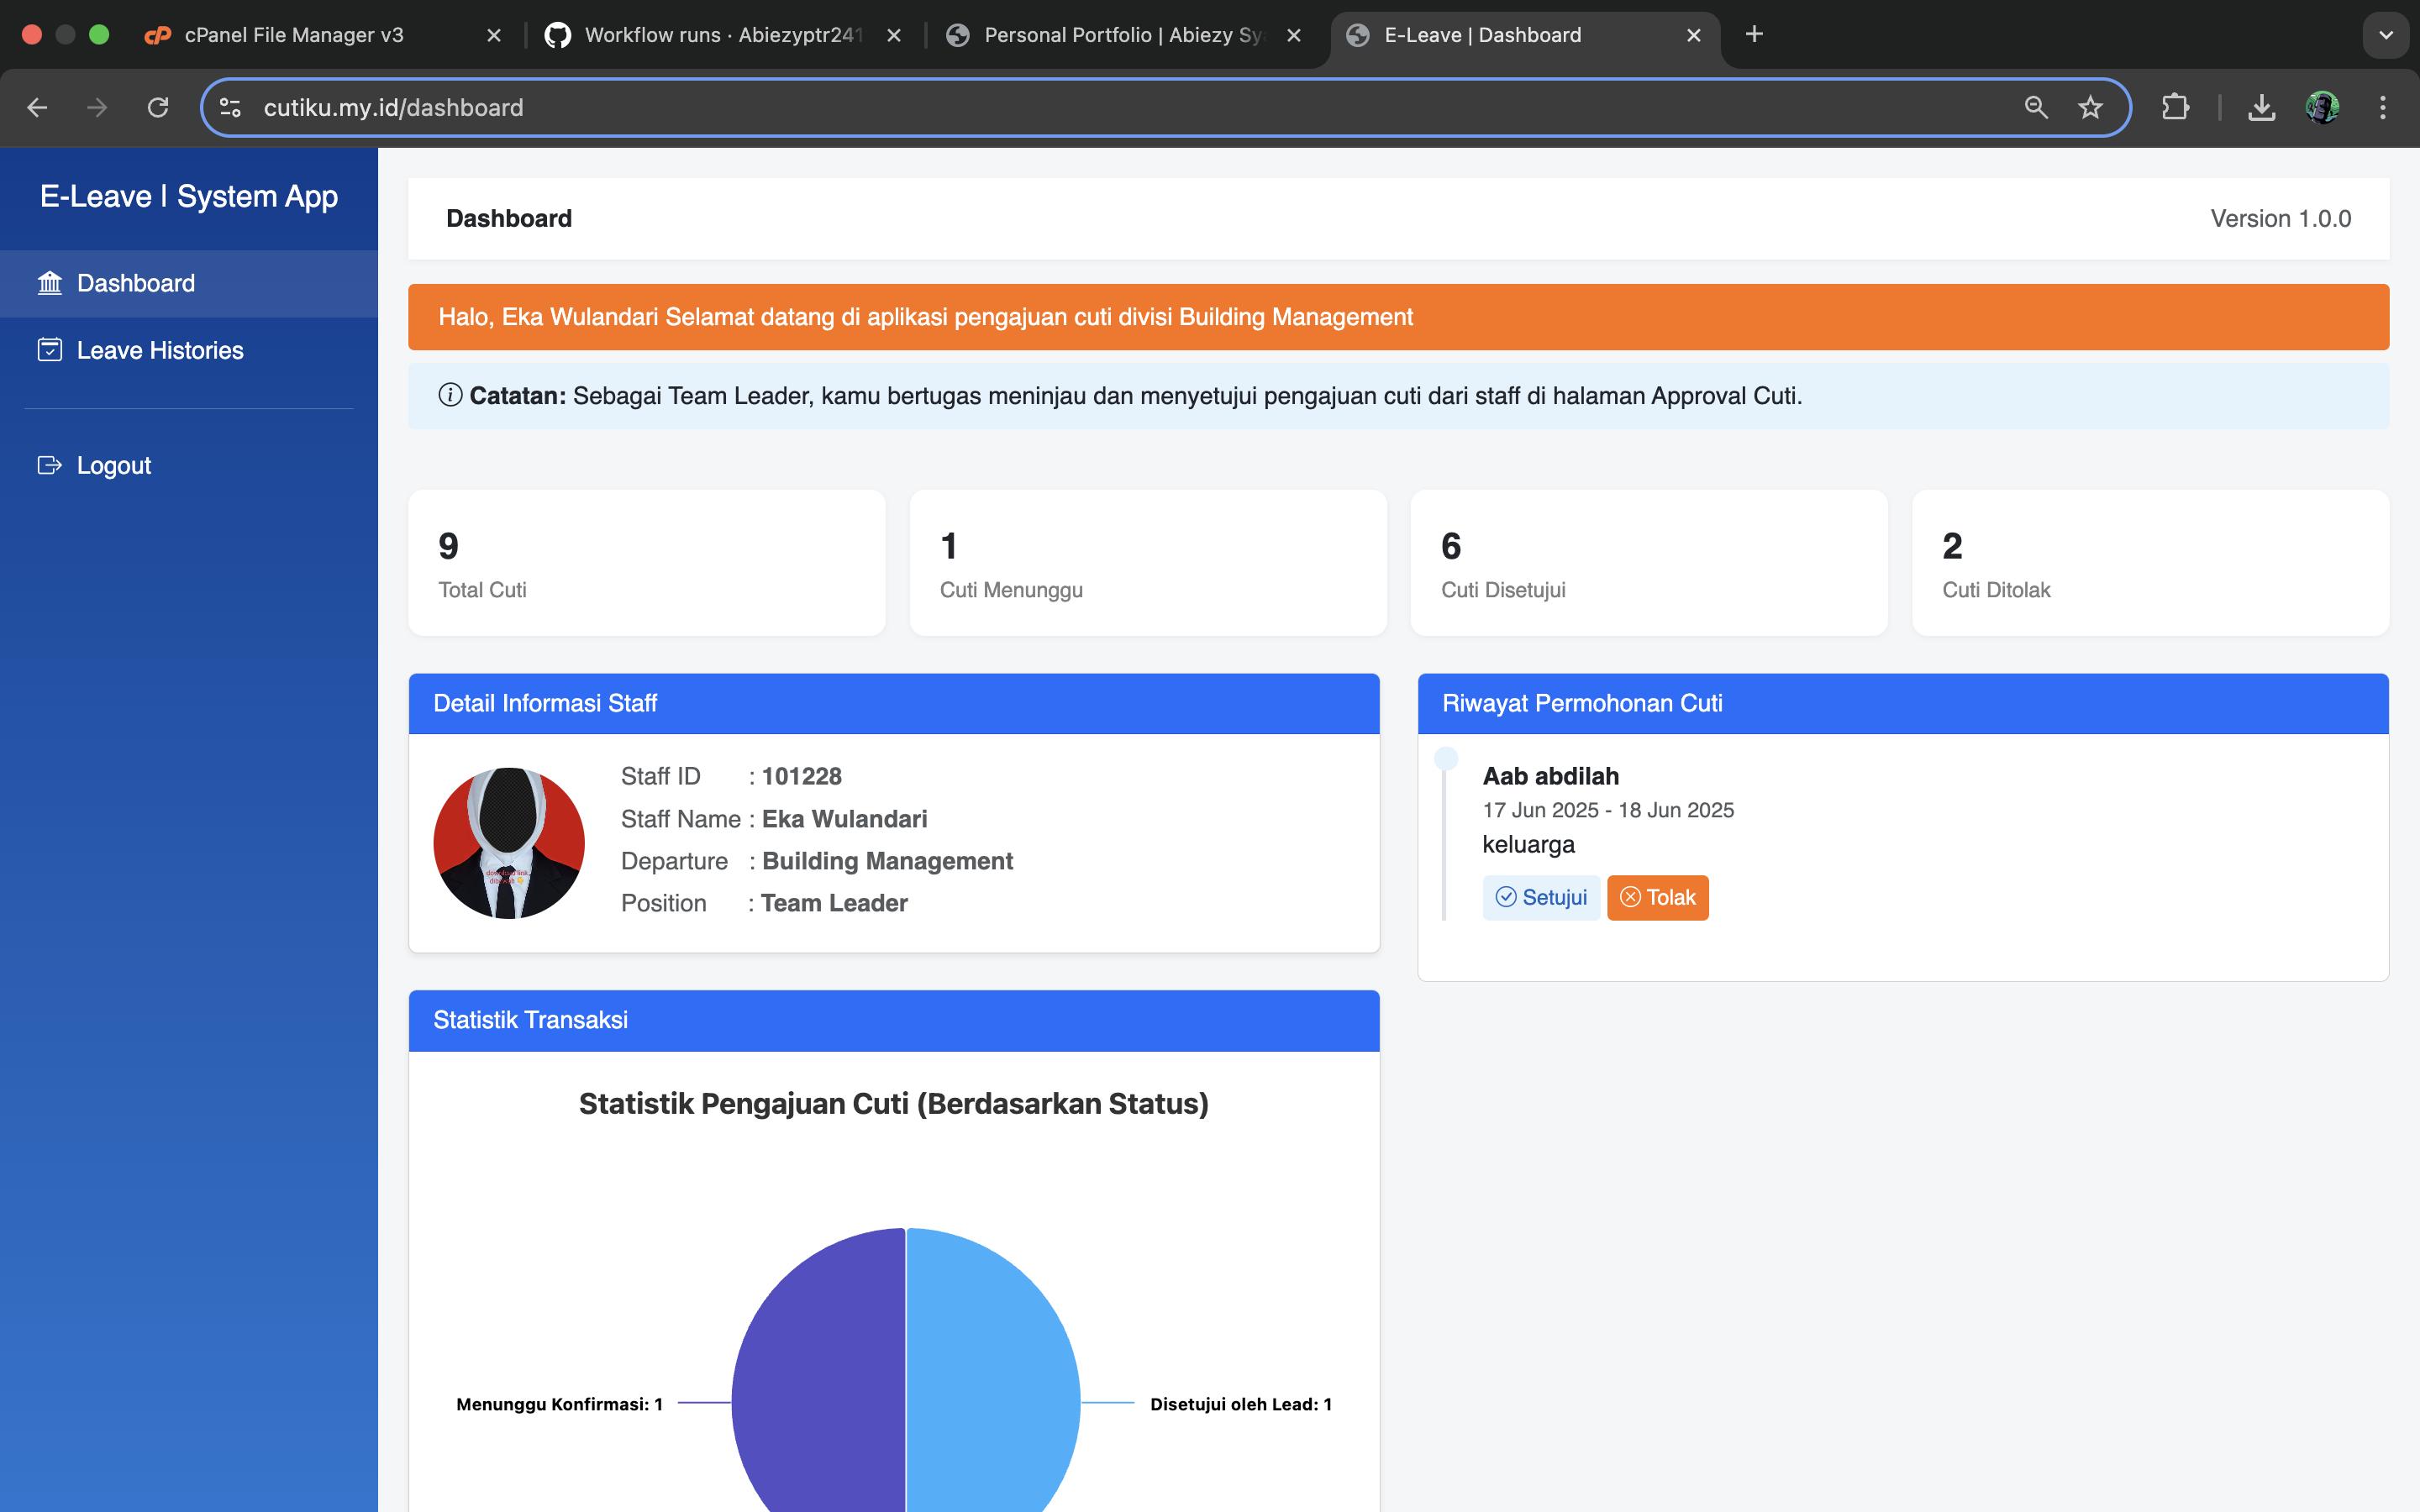 cPanel File Manager v3
Workflow runs · Abiezyptr241
Personal Portfolio | Abiezy Sy
E-Leave | Dashboard
cutiku.my.id/dashboard
E-Leave | System App
Dashboard
Leave Histories
Logout
Dashboard
Version 1.0.0
Halo, Eka Wulandari Selamat datang di aplikasi pengajuan cuti divisi Building Management
Catatan: Sebagai Team Leader, kamu bertugas meninjau dan menyetujui pengajuan cuti dari staff di halaman Approval Cuti.
9
Total Cuti
1
Cuti Menunggu
6
Cuti Disetujui
2
Cuti Ditolak
Detail Informasi Staff
Staff ID : 101228
Staff Name : Eka Wulandari
Departure : Building Management
Position : Team Leader
Riwayat Permohonan Cuti
Aab abdilah
17 Jun 2025 - 18 Jun 2025
keluarga
Setujui
Tolak
Statistik Transaksi
Statistik Pengajuan Cuti (Berdasarkan Status)
Menunggu Konfirmasi: 1
Disetujui oleh Lead: 1